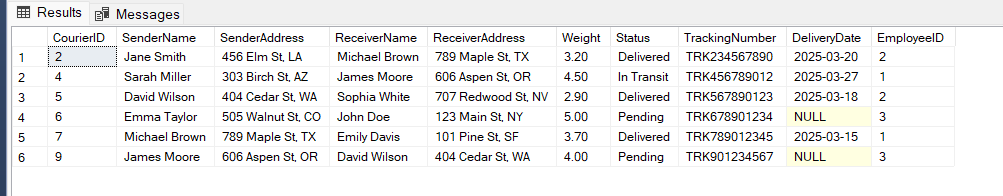 Results Messages
CourierID SenderName SenderAddress ReceiverName ReceiverAddress Weight Status TrackingNumber DeliveryDate EmployeeID
1 2 Jane Smith 456 Elm St, LA Michael Brown 789 Maple St, TX 3.20 Delivered TRK234567890 2025-03-20 2
2 4 Sarah Miller 303 Birch St, AZ James Moore 606 Aspen St, OR 4.50 In Transit TRK456789012 2025-03-27 1
3 5 David Wilson 404 Cedar St, WA Sophia White 707 Redwood St, NV 2.90 Delivered TRK567890123 2025-03-18 2
4 6 Emma Taylor 505 Walnut St, CO John Doe 123 Main St, NY 5.00 Pending TRK678901234 NULL 3
5 7 Michael Brown 789 Maple St, TX Emily Davis 101 Pine St, SF 3.70 Delivered TRK789012345 2025-03-15 1
6 9 James Moore 606 Aspen St, OR David Wilson 404 Cedar St, WA 4.00 Pending TRK901234567 NULL 3